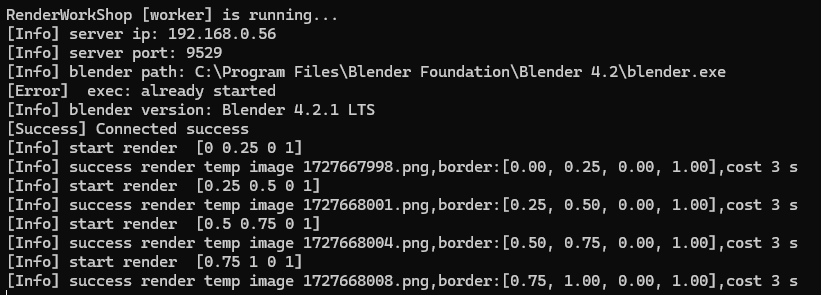 RenderWorkShop [worker] is running...
[Info] server ip: 192.168.0.56
[Info] server port: 9529
[Info] blender path: C:\Program Files\Blender Foundation\Blender 4.2\blender.exe
[Error]  exec: already started
[Info] blender version: Blender 4.2.1 LTS
[Success] Connected success
[Info] start render  [0 0.25 0 1]
[Info] success render temp image 1727667998.png,border:[0.00, 0.25, 0.00, 1.00],cost 3 s
[Info] start render  [0.25 0.5 0 1]
[Info] success render temp image 1727668001.png,border:[0.25, 0.50, 0.00, 1.00],cost 3 s
[Info] start render  [0.5 0.75 0 1]
[Info] success render temp image 1727668004.png,border:[0.50, 0.75, 0.00, 1.00],cost 3 s
[Info] start render  [0.75 1 0 1]
[Info] success render temp image 1727668008.png,border:[0.75, 1.00, 0.00, 1.00],cost 3 s